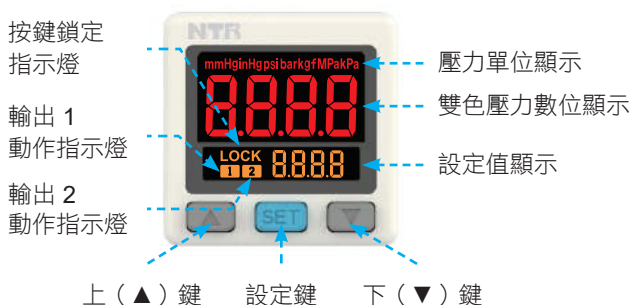 NTR
按鍵鎖定
指示燈
mmHginHgpsibarkgfMPakPa
壓力單位顯示
8.8.8.8
雙色壓力數位顯示
輸出 1
動作指示燈
LOCK
1 2 8.8.8.8
設定值顯示
輸出 2
動作指示燈
▲ SET ▼
上（▲）鍵 設定鍵 下（▼）鍵